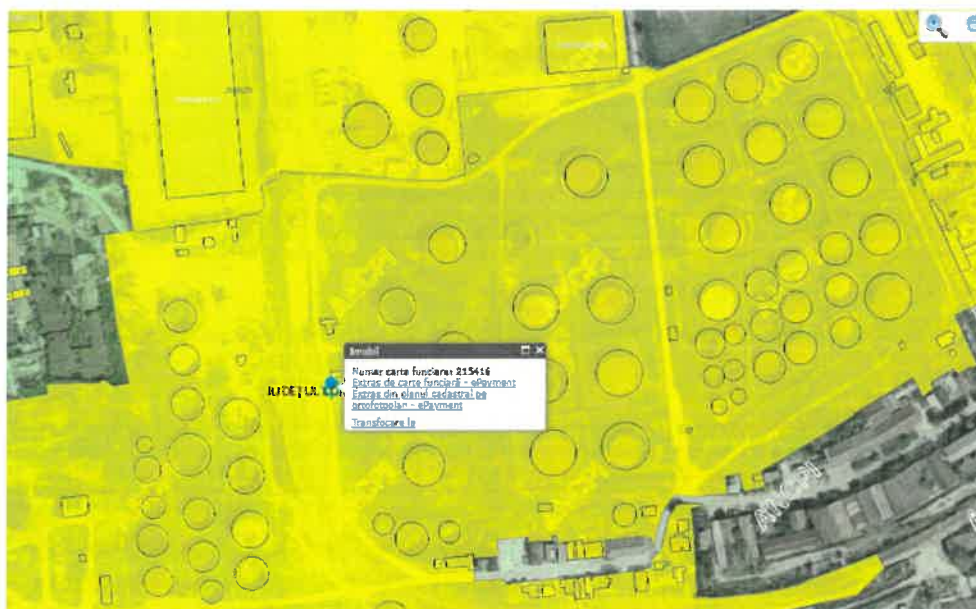 Imobil
Numar carte funciara: 215416
Extras de carte funciară - ePayment
Extras din planul cadastral pe
ortofotoplan - ePayment
Transfocare la
JUDEȚUL
ANCPI